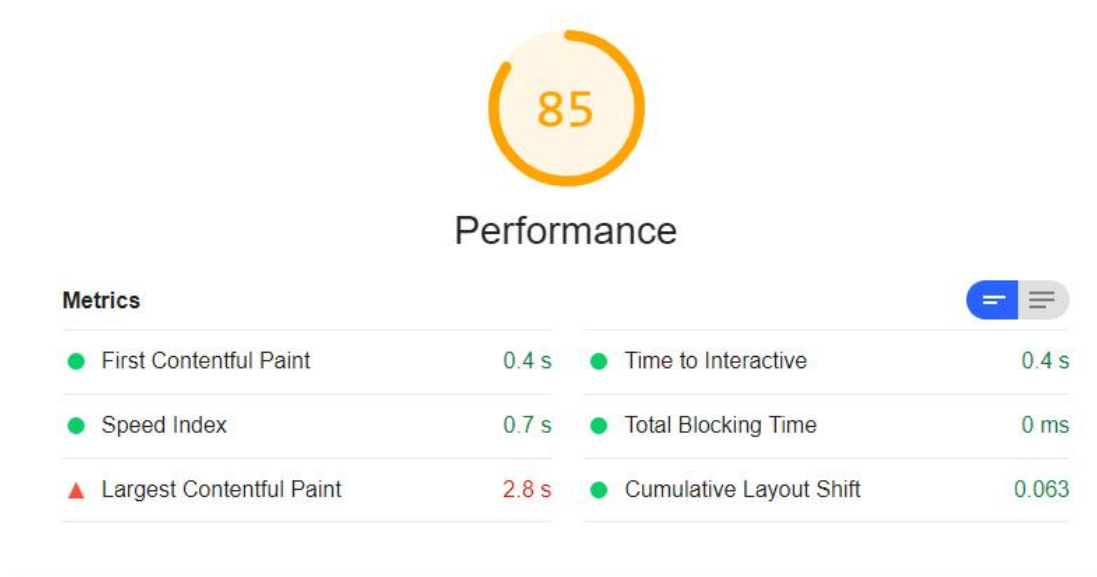 85
Performance
Metrics
First Contentful Paint 0.4 s
Time to Interactive 0.4 s
Speed Index 0.7 s
Total Blocking Time 0 ms
Largest Contentful Paint 2.8 s
Cumulative Layout Shift 0.063